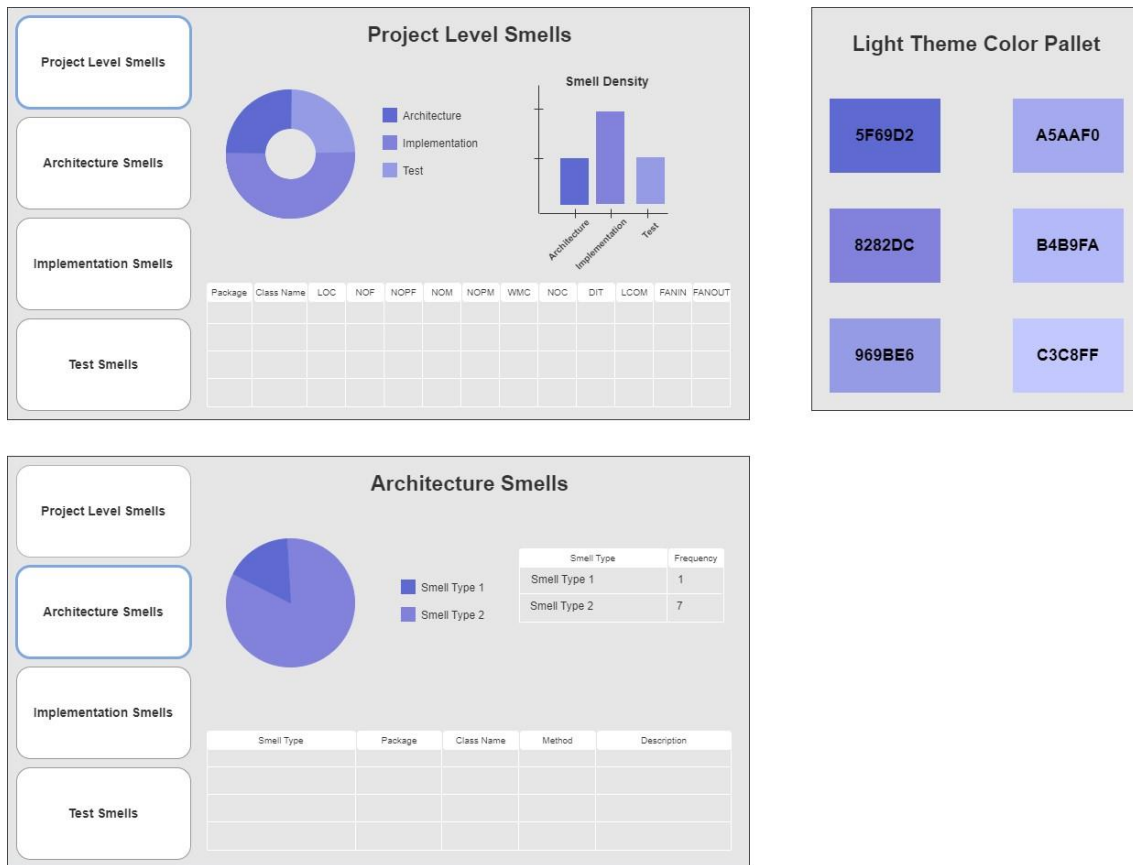 Project Level Smells
Architecture Smells
Implementation Smells
Test Smells
Project Level Smells
Architecture
Implementation
Test
Smell Density
Architecture
Implementation
Test
Package Class Name LOC NOF NOPF NOM NOPM WMC NOC DIT LCOM FANIN FANOUT
Light Theme Color Pallet
5F69D2 A5AAF0
8282DC B4B9FA
969BE6 C3C8FF
Project Level Smells
Architecture Smells
Implementation Smells
Test Smells
Architecture Smells
Smell Type 1
Smell Type 2
Smell Type Frequency
Smell Type 1 1
Smell Type 2 7
Smell Type Package Class Name Method Description